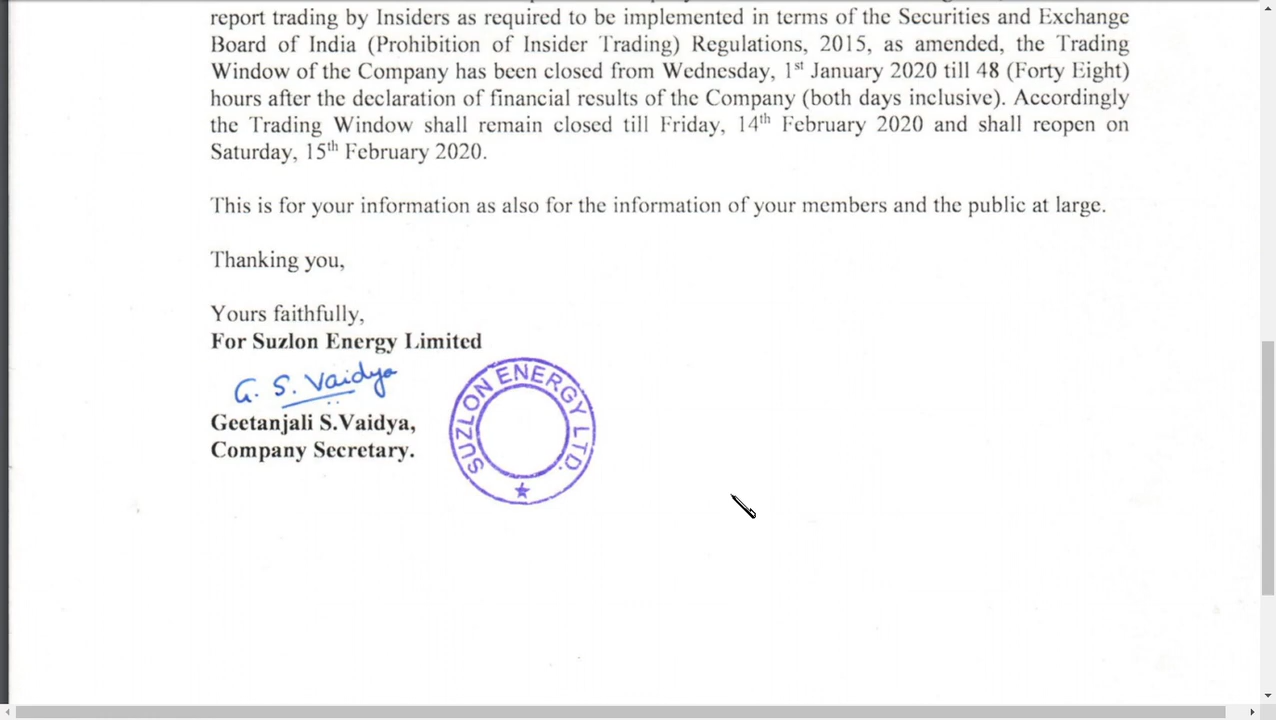 report trading by Insiders as required to be implemented in terms of the Securities and Exchange
Board of India (Prohibition of Insider Trading) Regulations, 2015, as amended, the Trading
Window of the Company has been closed from Wednesday, 1st January 2020 till 48 (Forty Eight)
hours after the declaration of financial results of the Company (both days inclusive). Accordingly
the Trading Window shall remain closed till Friday, 14th February 2020 and shall reopen on
Saturday, 15th February 2020.
This is for your information as also for the information of your members and the public at large.
Thanking you,
Yours faithfully,
For Suzlon Energy Limited
G. S. Vaidya
Geetanjali S.Vaidya,
Company Secretary.
SUZLON ENERGY LTD.